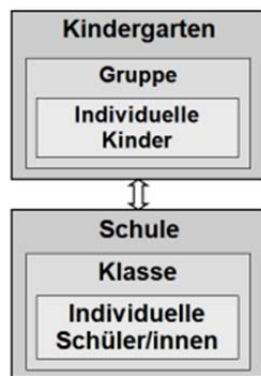 Kindergarten
Gruppe
Individuelle
Kinder
Schule
Klasse
Individuelle
Schüler/innen